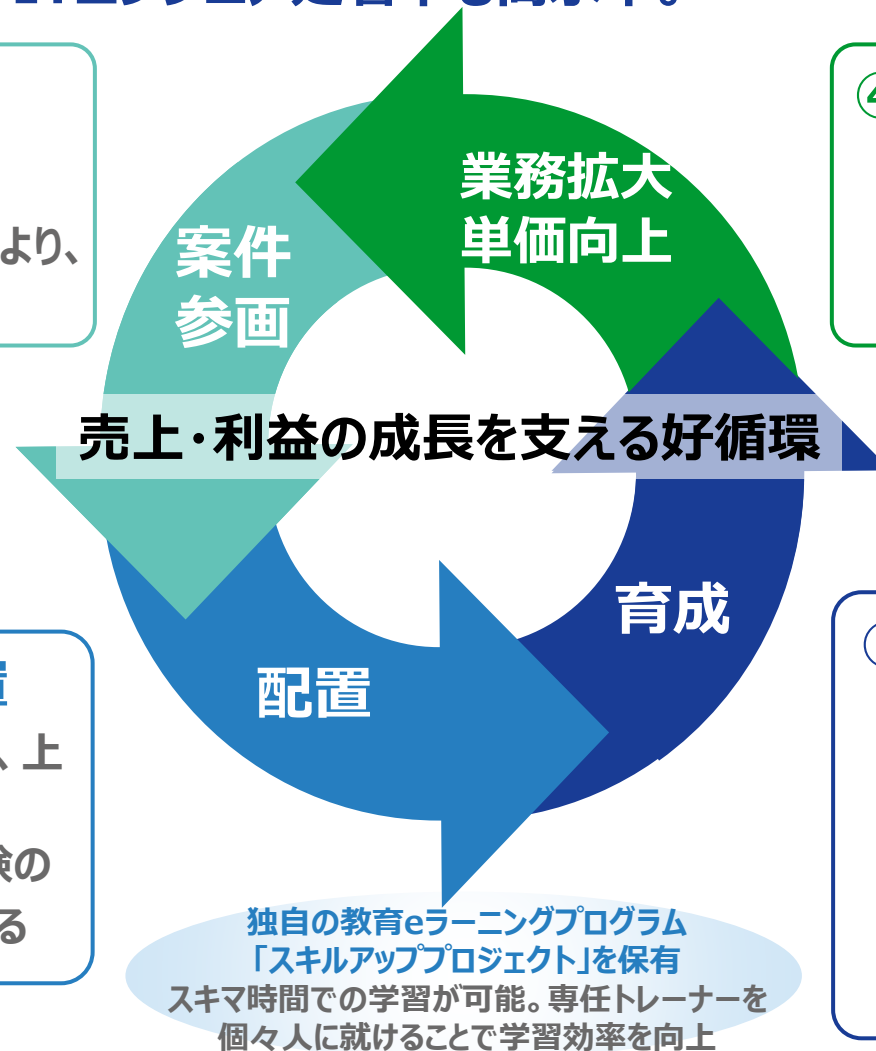 業務拡大
単価向上
④
より、
案件
参画
売上・利益の成長を支える好循環
育成
配置
置
、上
験の
る
独自の教育eラーニングプログラム
「スキルアッププロジェクト」を保有
スキマ時間での学習が可能。専任トレーナーを
個々人に就けることで学習効率を向上